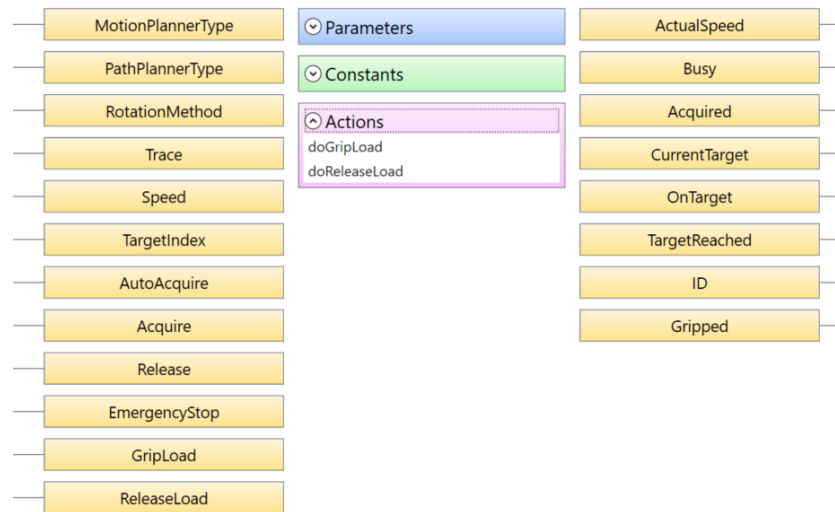 MotionPlannerType
PathPlannerType
RotationMethod
Trace
Speed
TargetIndex
AutoAcquire
Acquire
Release
EmergencyStop
GripLoad
ReleaseLoad
Parameters
Constants
Actions
doGripLoad
doReleaseLoad
ActualSpeed
Busy
Acquired
CurrentTarget
OnTarget
TargetReached
ID
Gripped